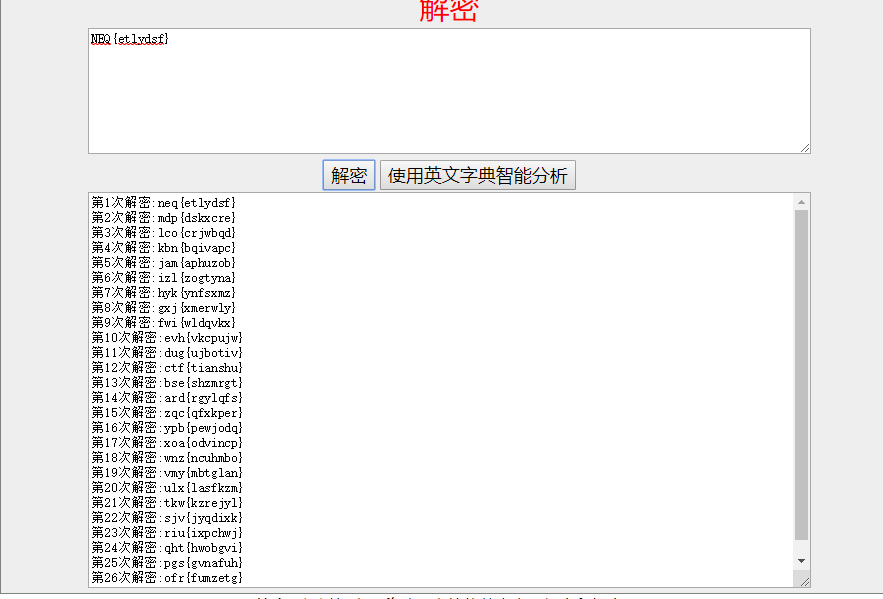 解密
NEQ{etlydsf}
解密 使用英文字典智能分析
第1次解密:neq{etlydsf}
第2次解密:mdp{dskxcre}
第3次解密:lco{crjwbqd}
第4次解密:kbn{bqivapc}
第5次解密:jam{aphuzob}
第6次解密:izl{zogtyna}
第7次解密:hyk{ynfsxmz}
第8次解密:gxj{xmerwly}
第9次解密:fwi{wldqvkx}
第10次解密:evh{vkcpujw}
第11次解密:dug{ujbotiv}
第12次解密:ctf{tianshu}
第13次解密:bse{shzmrgt}
第14次解密:ard{rgylqfs}
第15次解密:zqc{qfxkper}
第16次解密:ypb{pewjodq}
第17次解密:xoa{odvincp}
第18次解密:wnz{ncuhmbo}
第19次解密:vmy{mbtglan}
第20次解密:ulx{lasfkzm}
第21次解密:tkw{kzrejyl}
第22次解密:sjv{jyqdixk}
第23次解密:riu{ixpchwj}
第24次解密:qht{hwobgvi}
第25次解密:pgs{gvnafuh}
第26次解密:ofr{fumzetg}